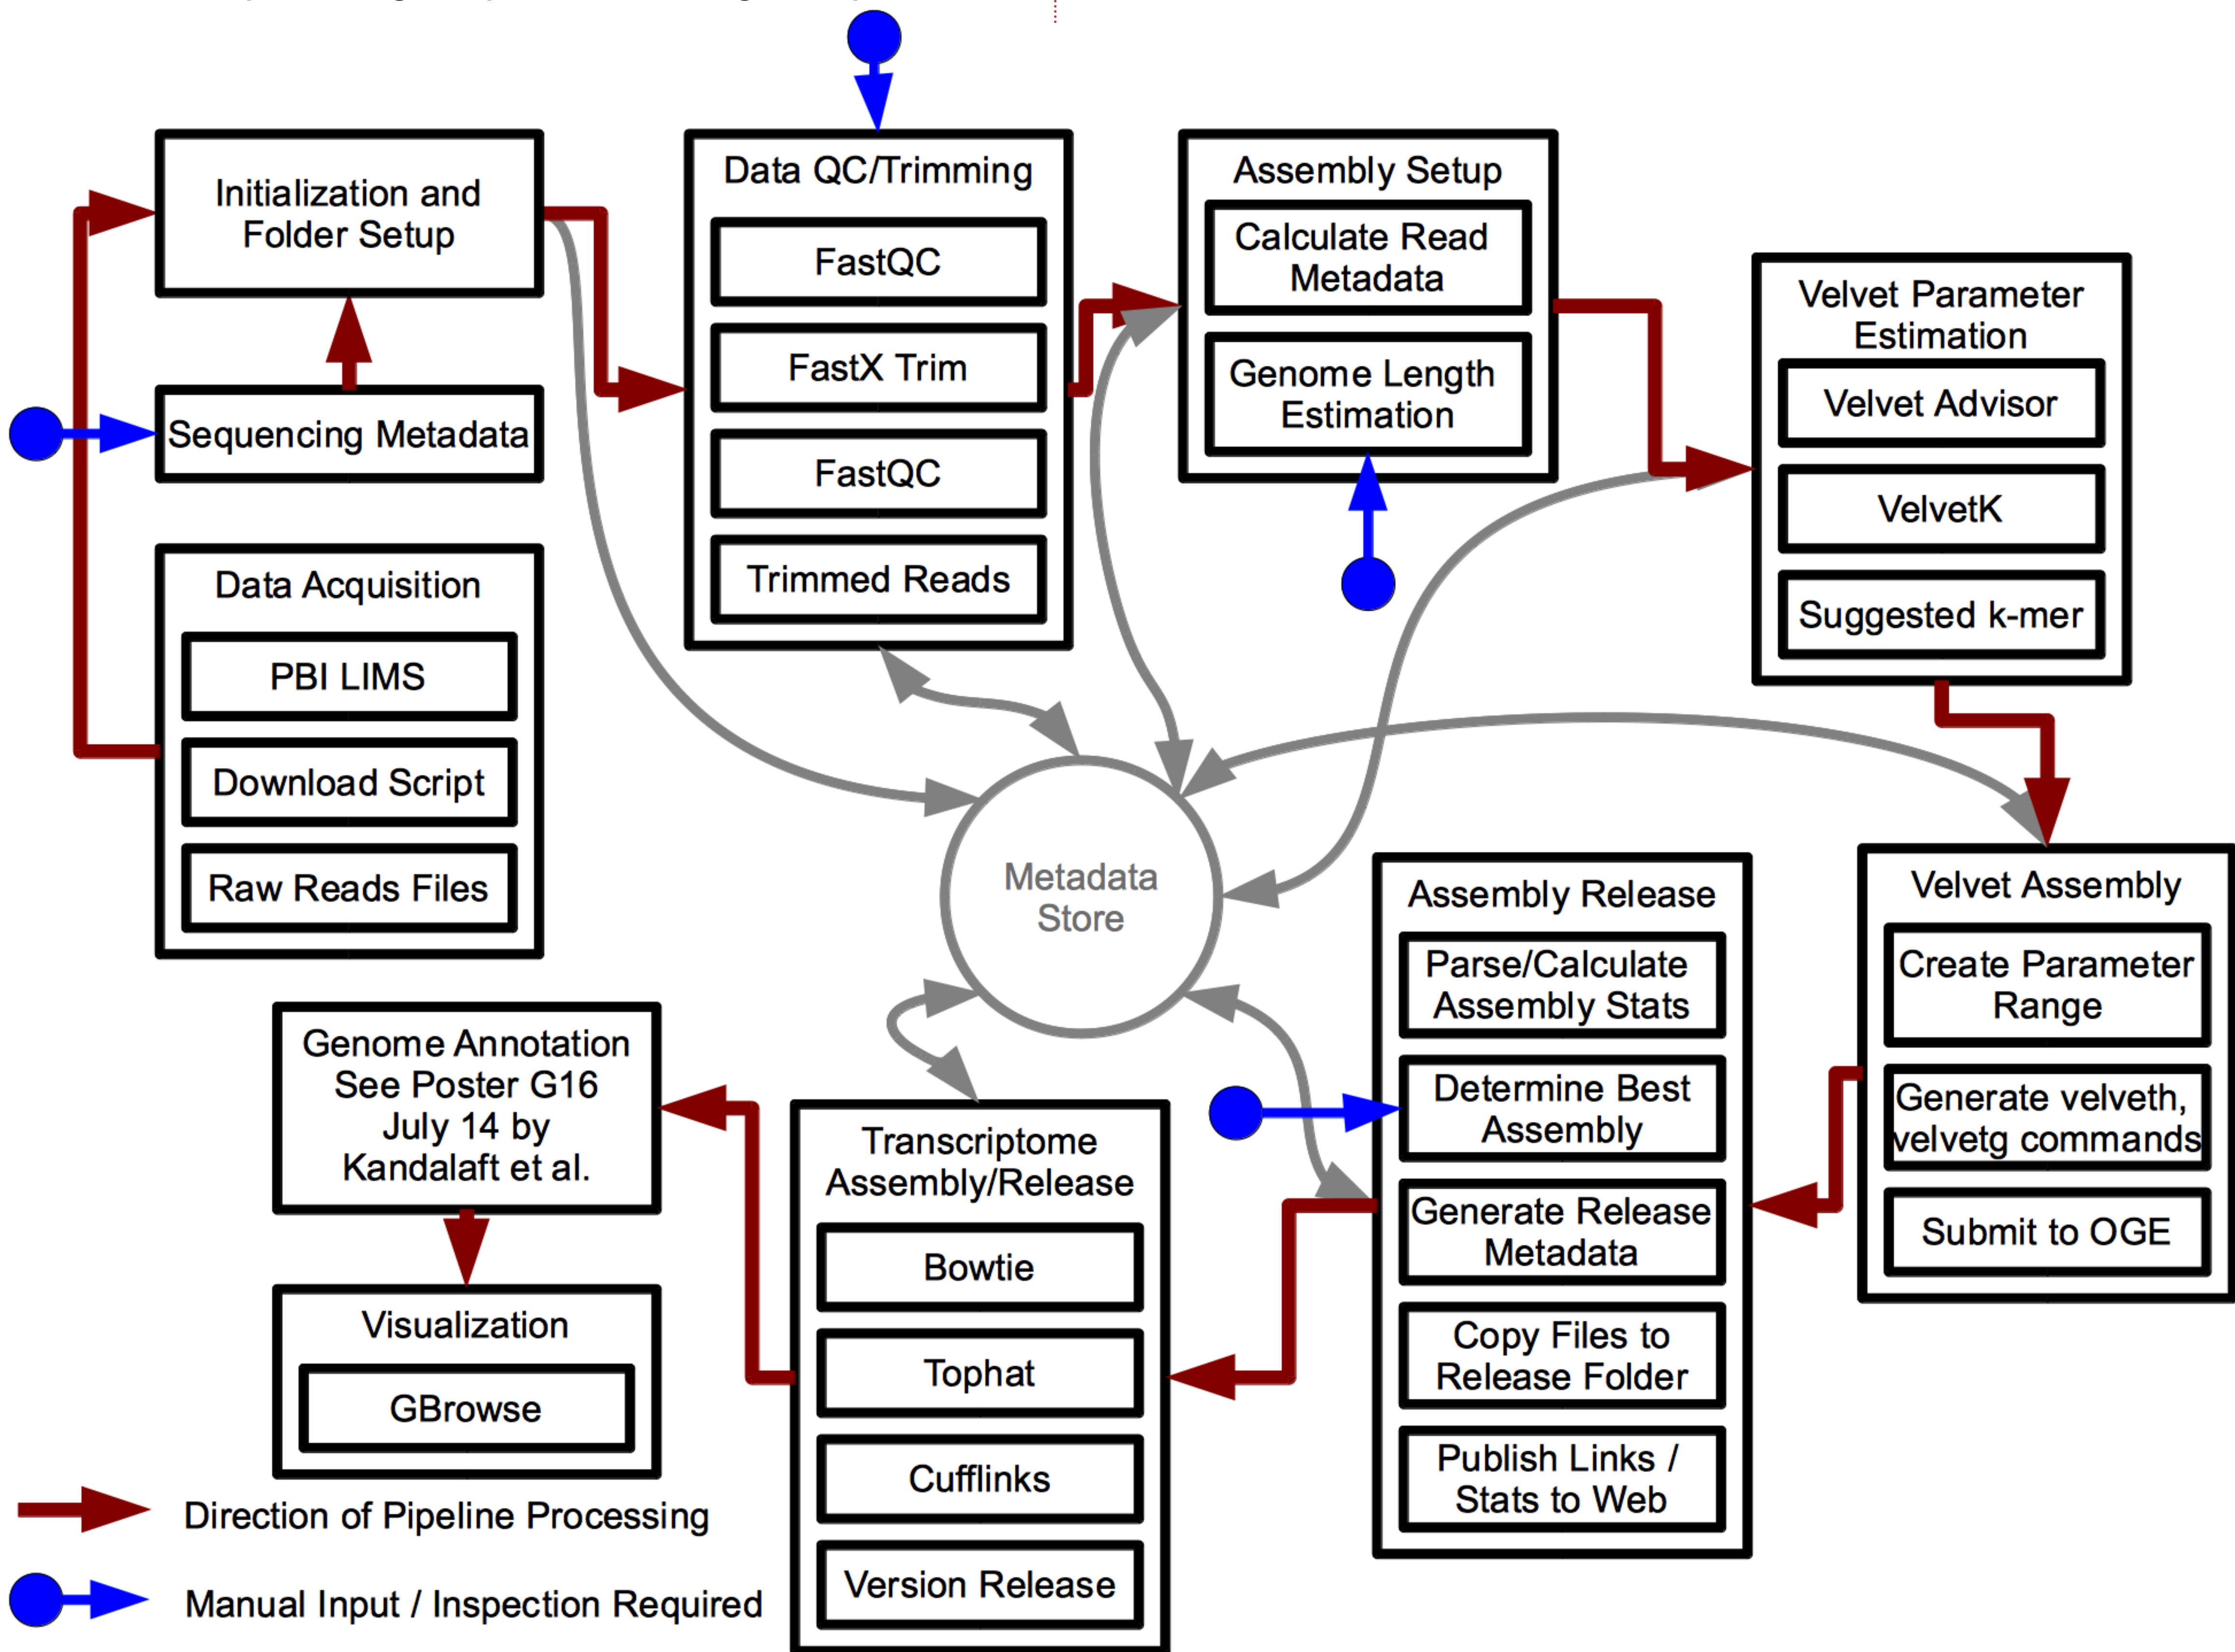 Initialization and
Folder Setup
Sequencing Metadata
Data Acquisition
PBI LIMS
Download Script
Raw Reads Files
Data QC/Trimming
FastQC
FastX Trim
FastQC
Trimmed Reads
Assembly Setup
Calculate Read
Metadata
Genome Length
Estimation
Velvet Parameter
Estimation
Velvet Advisor
VelvetK
Suggested k-mer
Metadata
Store
Velvet Assembly
Create Parameter
Range
Generate velveth,
velvetg commands
Submit to OGE
Assembly Release
Parse/Calculate
Assembly Stats
Determine Best
Assembly
Generate Release
Metadata
Copy Files to
Release Folder
Publish Links /
Stats to Web
Transcriptome
Assembly/Release
Bowtie
Tophat
Cufflinks
Version Release
Genome Annotation
See Poster G16
July 14 by
Kandalaft et al.
Visualization
GBrowse
Direction of Pipeline Processing
Manual Input / Inspection Required